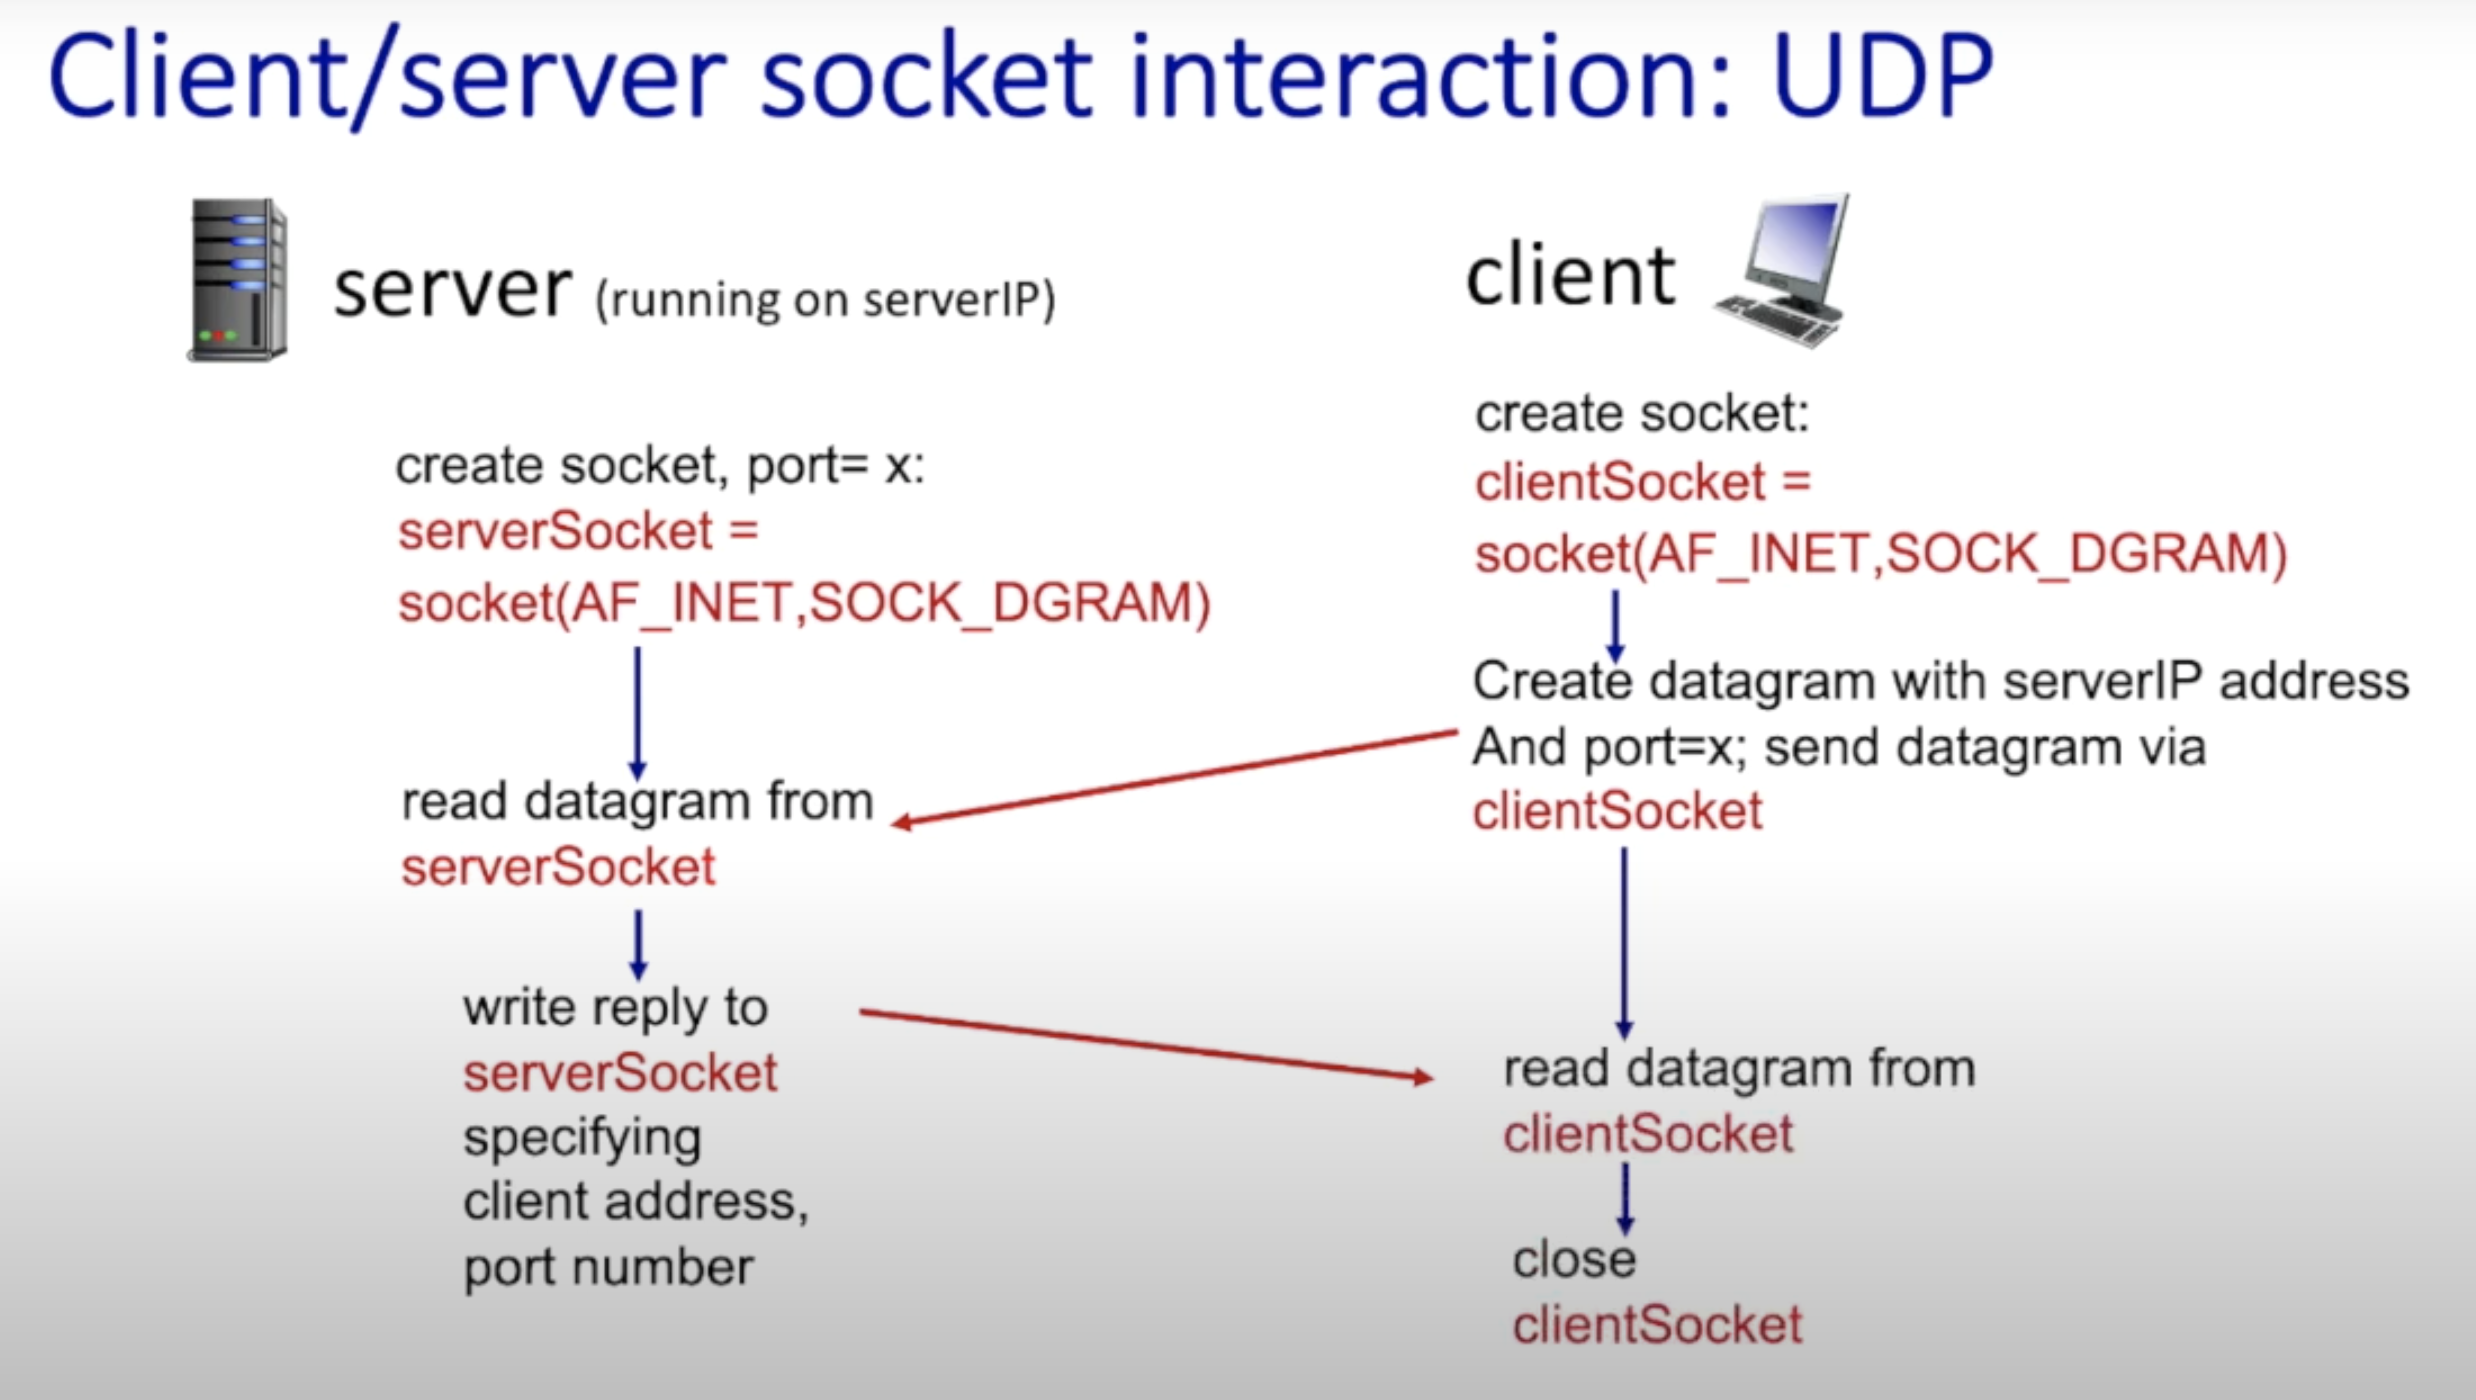 Client/server socket interaction: UDP
server (running on serverIP)
create socket, port= x:
serverSocket =
socket(AF_INET,SOCK_DGRAM)
read datagram from
serverSocket
write reply to
serverSocket
specifying
client address,
port number
client
create socket:
clientSocket =
socket(AF_INET,SOCK_DGRAM)
Create datagram with serverIP address
And port=x; send datagram via
clientSocket
read datagram from
clientSocket
close
clientSocket